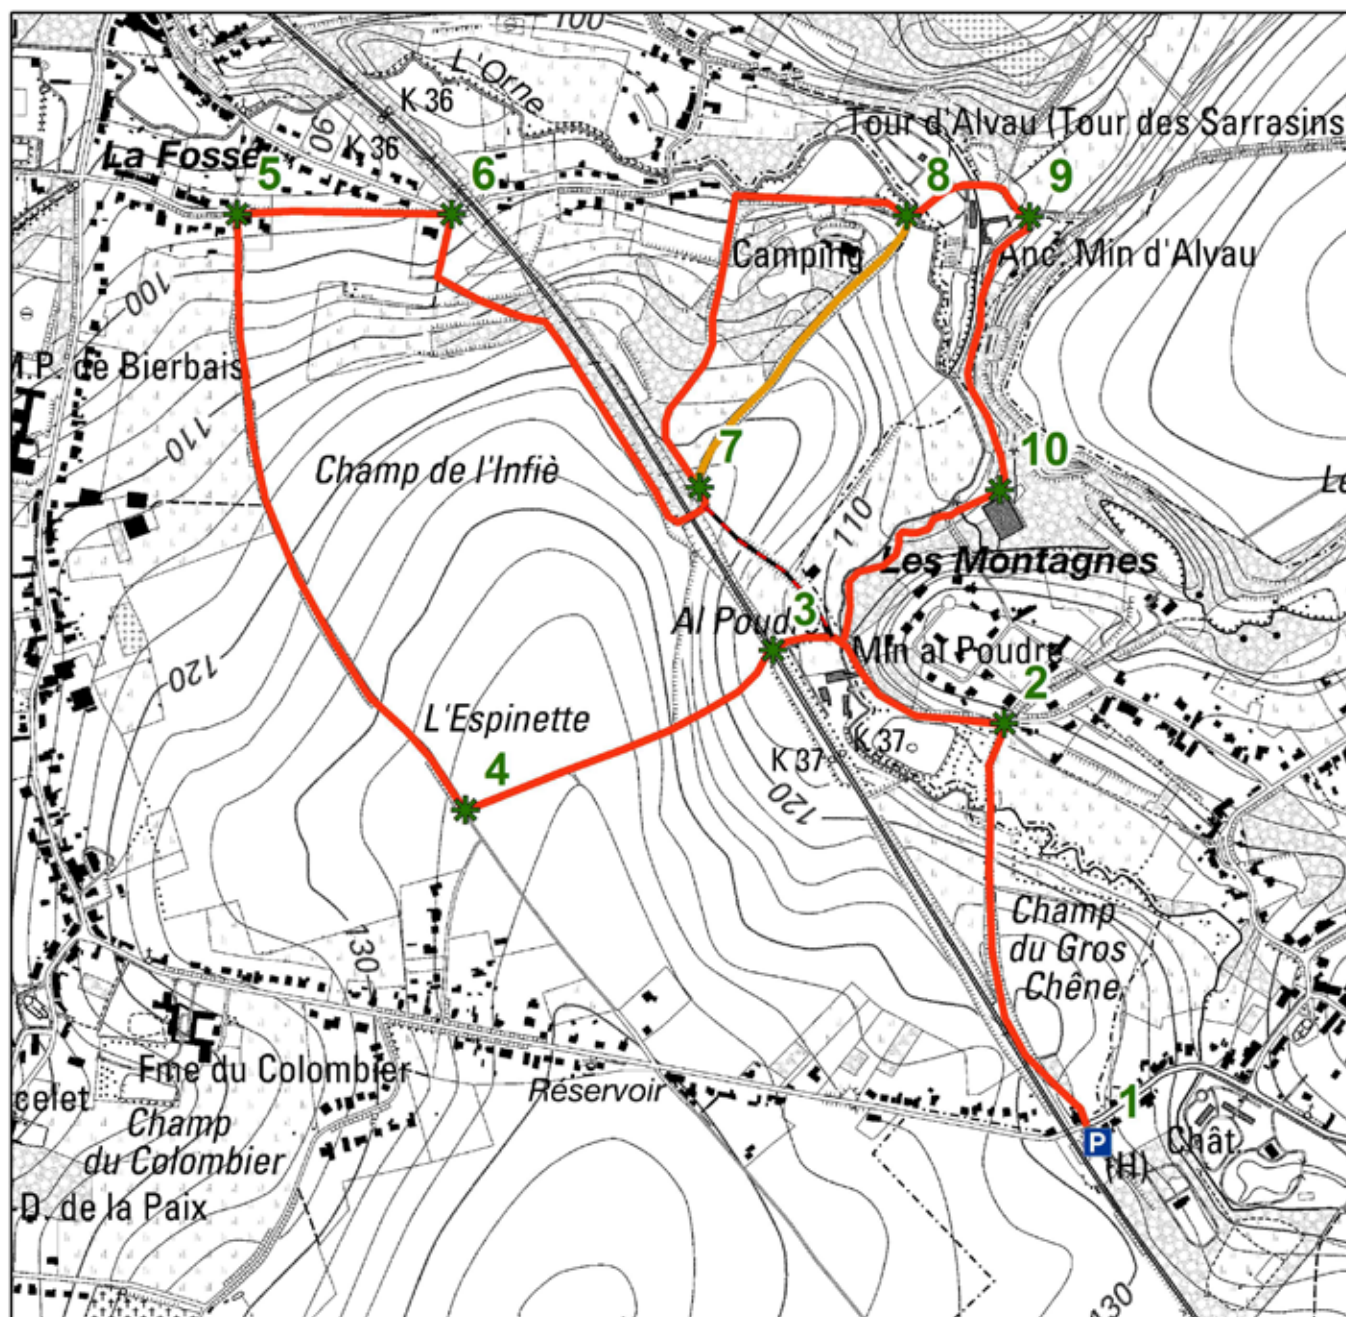 100
L'Orne
K 36
90
K 36
Tour d'Alvau (Tour des Sarrasins
La Fosse
5
6
8
9
Camping
Anc. Min d'Alvau
100
M.P. de Bierbais
110
7
10
Champ de l'Infiè
Le
110
Les Montagnes
3
Al Poud
Mln al Poudre
120
2
L'Espinette
4
K 37
K 37
120
Champ
du Gros
Chêne
130
Fme du Colombier
Réservoir
1
celet
Champ
du Colombier
P
Chât.
(H)
-D. de la Paix
130